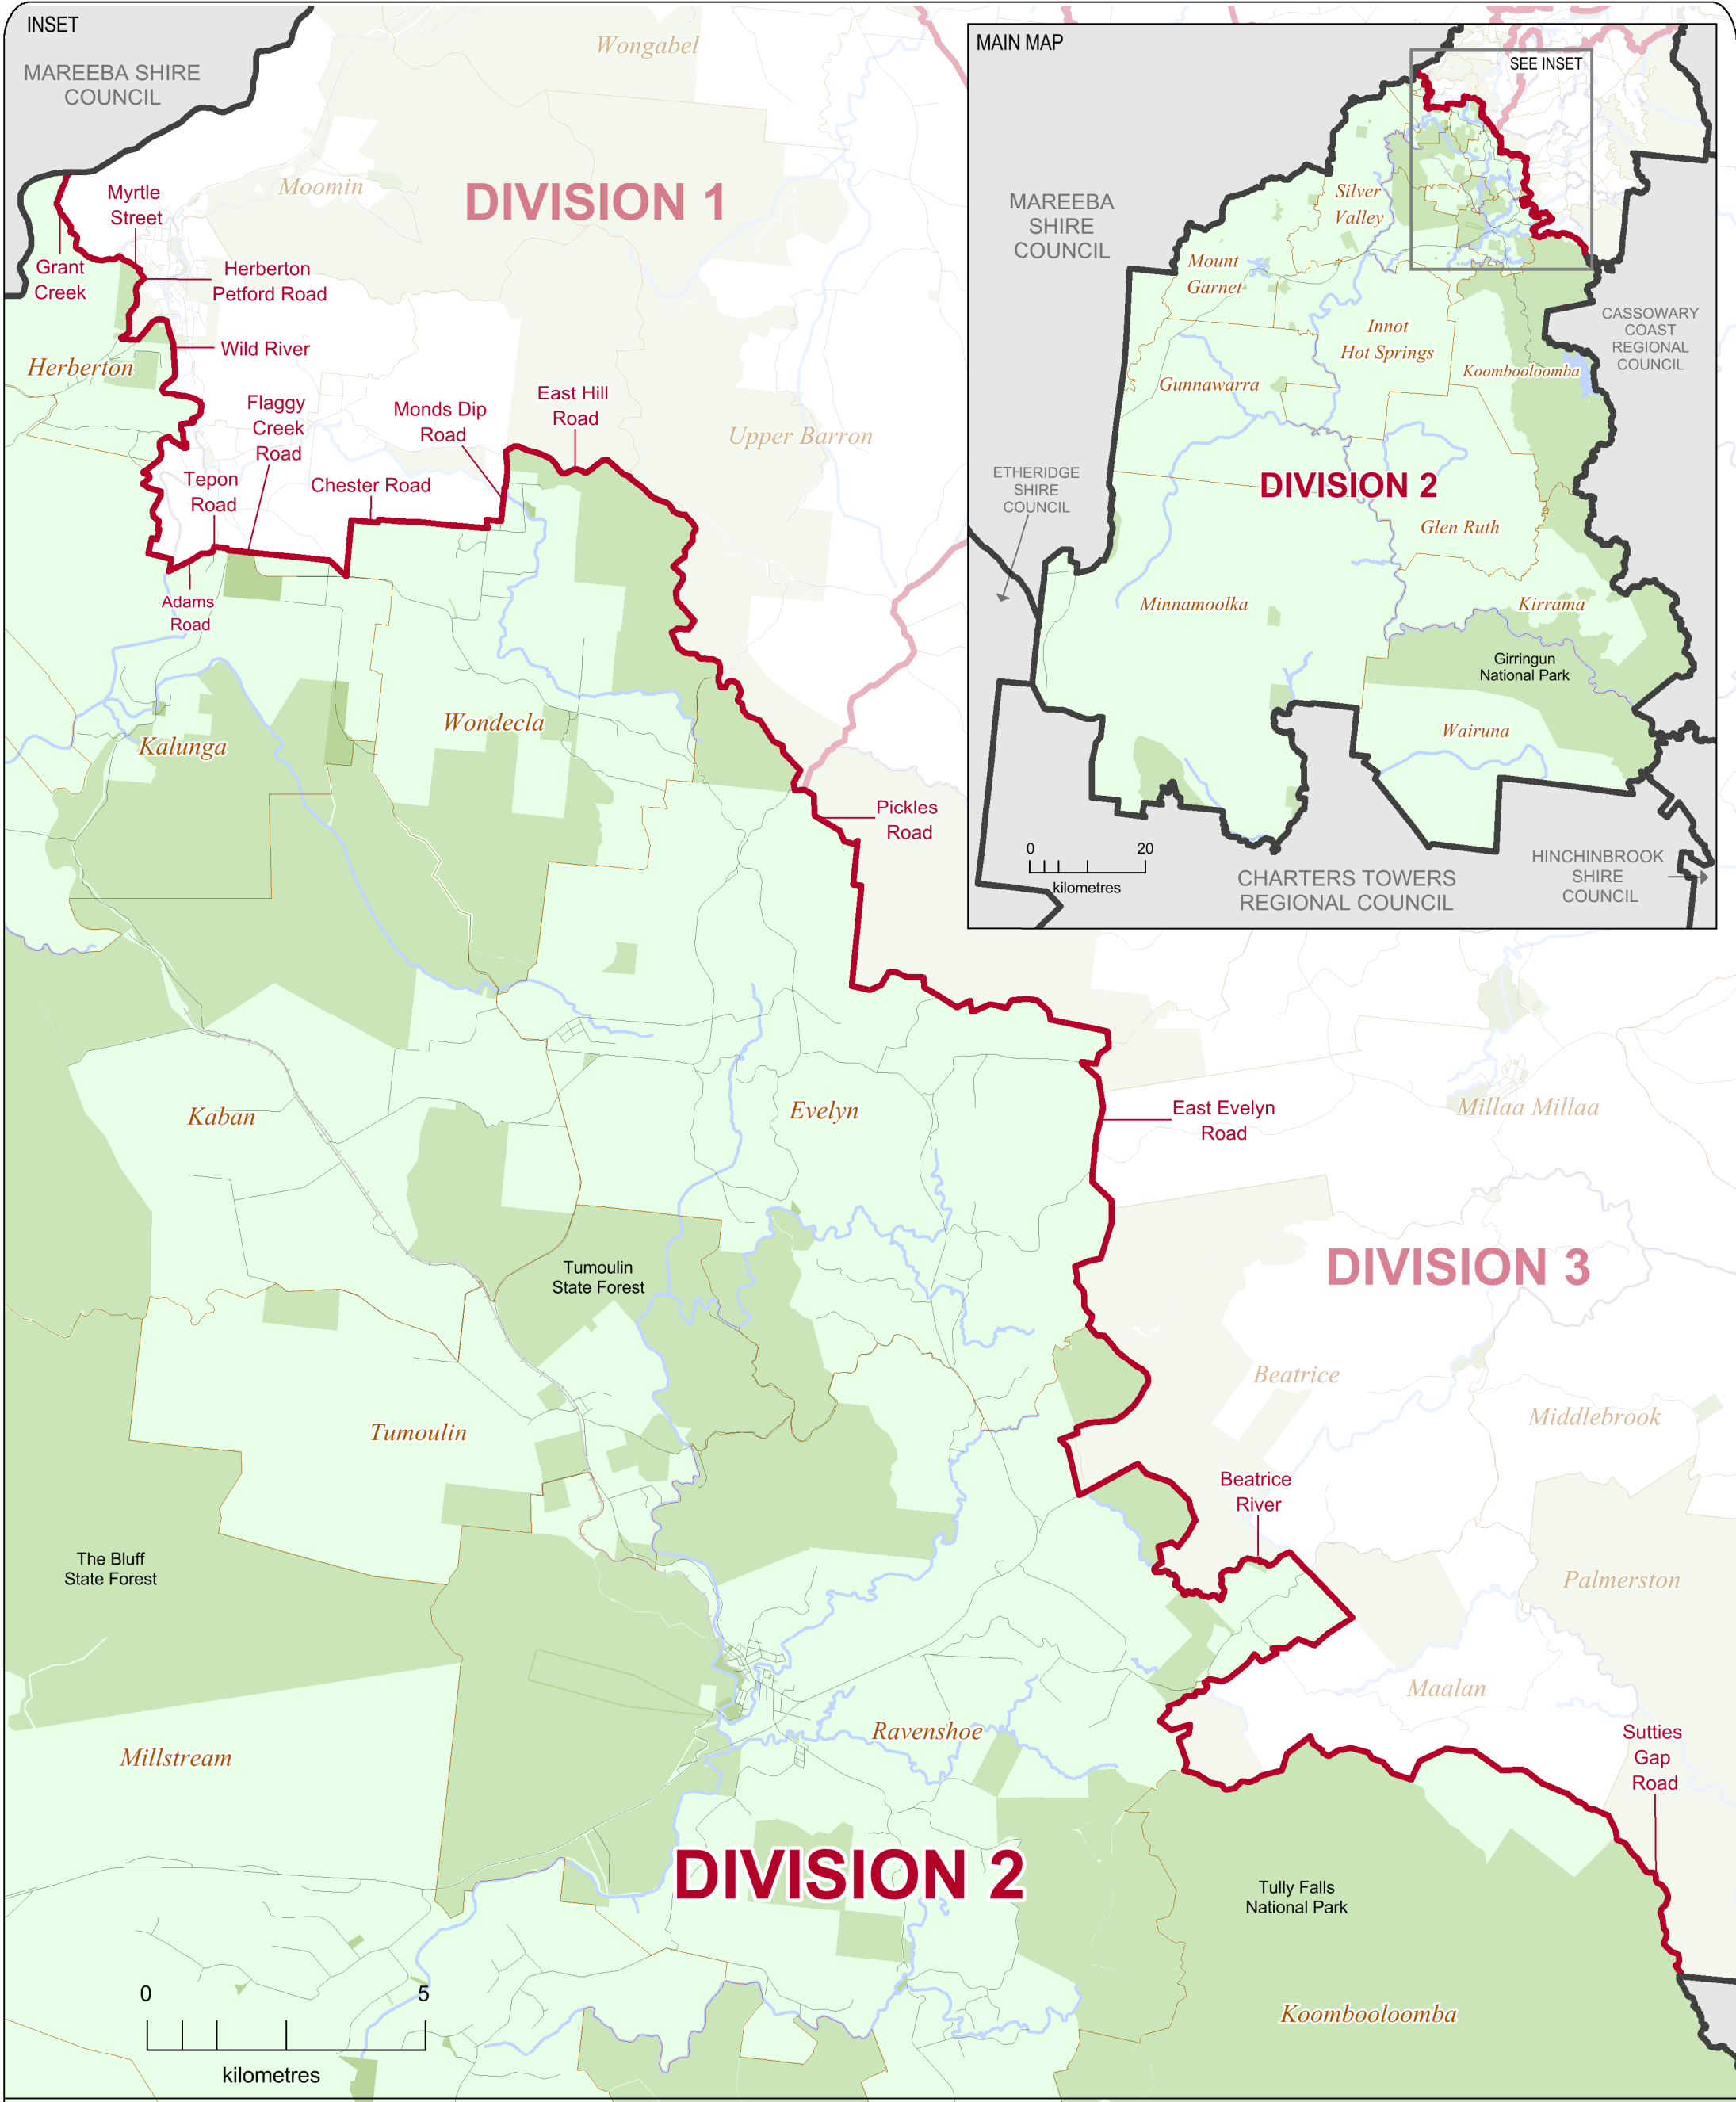 INSET
MAREEBA SHIRE
COUNCIL
Wongabel
Moomin
DIVISION 1
Myrtle
Street
Grant
Creek
Herberton
Petford Road
Wild River
Herberton
Flaggy
Creek
Road
Monds Dip
Road
East Hill
Road
Upper Barron
Tepon
Road
Chester Road
Adams
Road
Kalunga
Wondecla
Pickles
Road
MAIN MAP
SEE INSET
MAREEBA
SHIRE
COUNCIL
Silver
Valley
Mount
Garnet
Innot
Hot Springs
CASSOWARY
COAST
REGIONAL
COUNCIL
Koombooloomba
Gunnawarra
ETHERIDGE
SHIRE
COUNCIL
DIVISION 2
Glen Ruth
Minnamoolka
Kirrama
Girringun
National Park
Wairuna
0 20
kilometres
CHARTERS TOWERS
REGIONAL COUNCIL
HINCHINBROOK
SHIRE
COUNCIL
Kaban
Evelyn
East Evelyn
Road
Millaa Millaa
Tumoulin
State Forest
DIVISION 3
Beatrice
Middlebrook
Tumoulin
Beatrice
River
The Bluff
State Forest
Palmerston
Maalan
Millstream
Ravenshoe
Sutties
Gap
Road
DIVISION 2
Tully Falls
National Park
0 5
kilometres
Koombooloomba